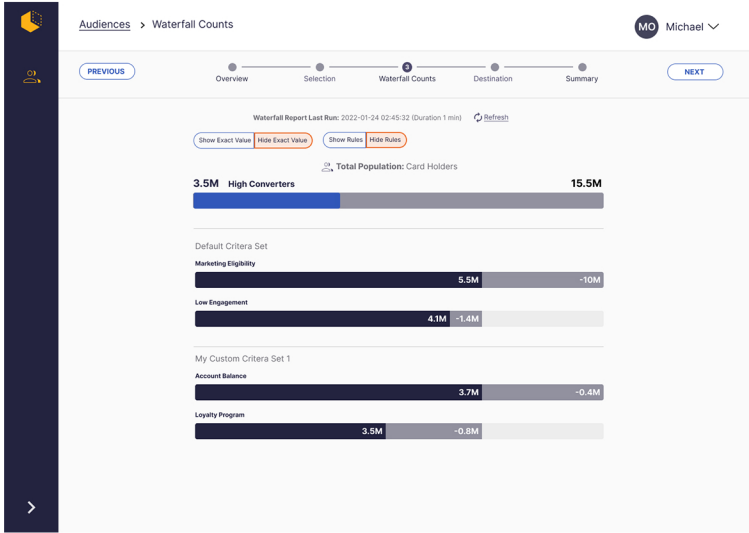 Audiences > Waterfall Counts
MO Michael
PREVIOUS
3
Overview Selection Waterfall Counts Destination Summary
NEXT
Waterfall Report Last Run: 2022-01-24 02:45:32 (Duration 1 min) Refresh
Show Exact Value Hide Exact Value Show Rules Hide Rules
Total Population: Card Holders
3.5M High Converters 15.5M
Default Critera Set
Marketing Eligibility
5.5M -10M
Low Engagement
4.1M -1.4M
My Custom Critera Set 1
Account Balance
3.7M -0.4M
Loyalty Program
3.5M -0.8M